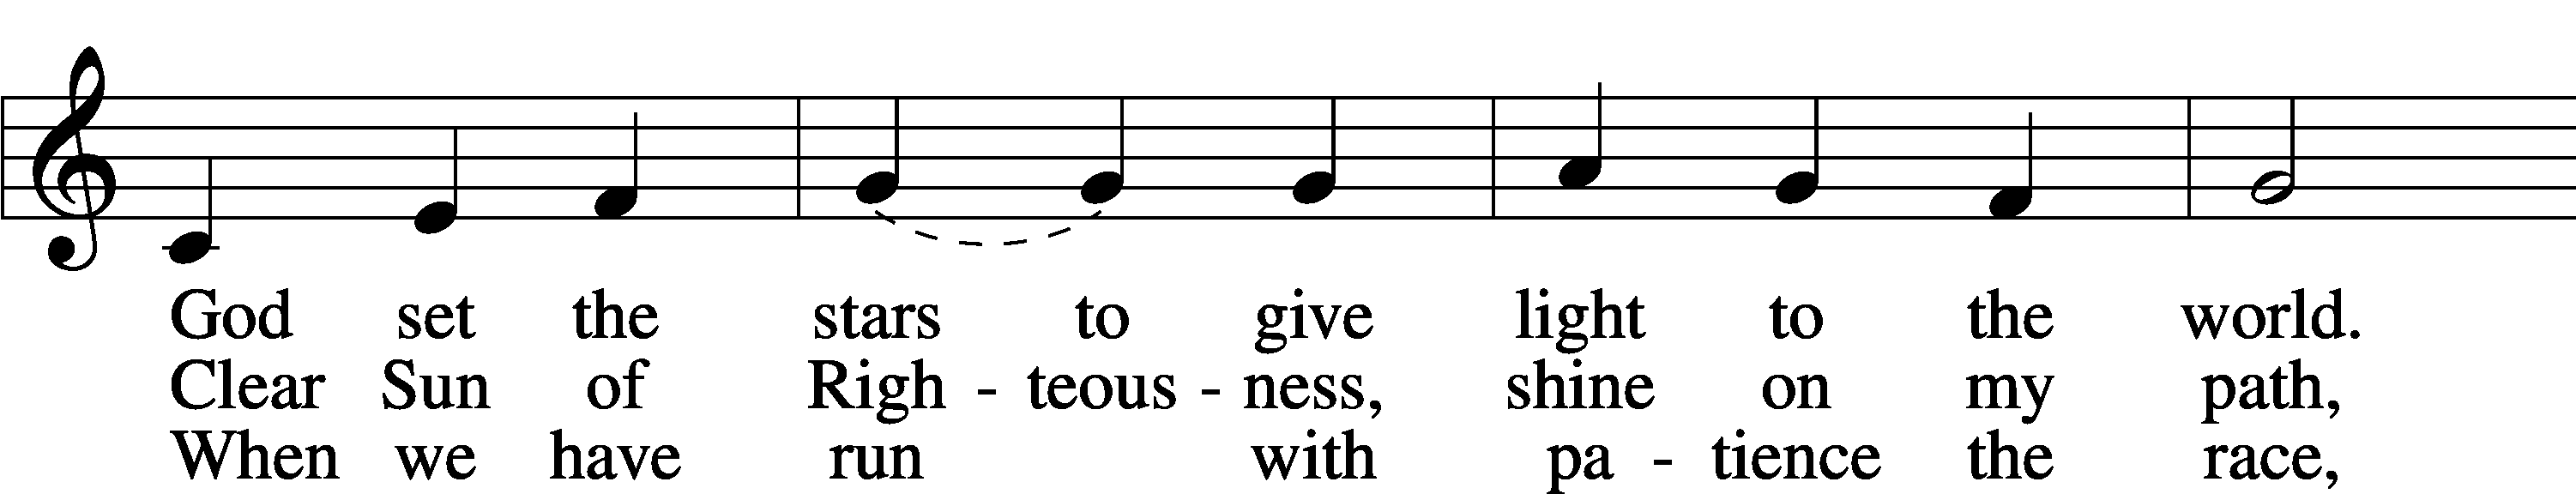 God set the stars to give light to the world.
Clear Sun of Righ - teous - ness, shine on my path,
When we have run with pa - tience the race,